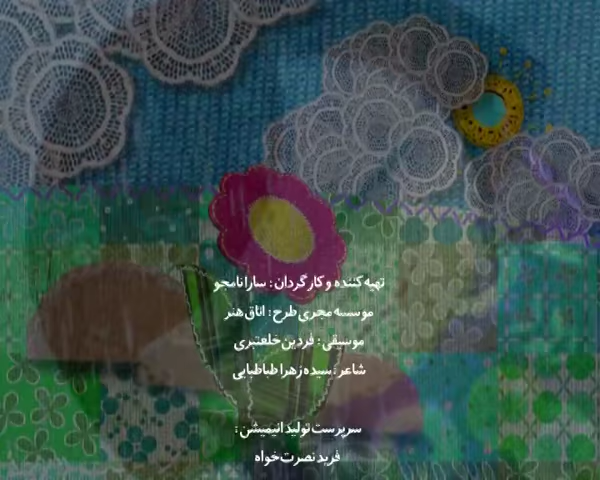 تهیه کننده و کارگردان : سارا نامجو
موسسه مجری طرح : اتاق هنر
موسیقی : فردین خلعتبری
شاعر : سیده زهرا طباطبایی
سرپرست تولید انیمیشن :
فرید نصرت خواه